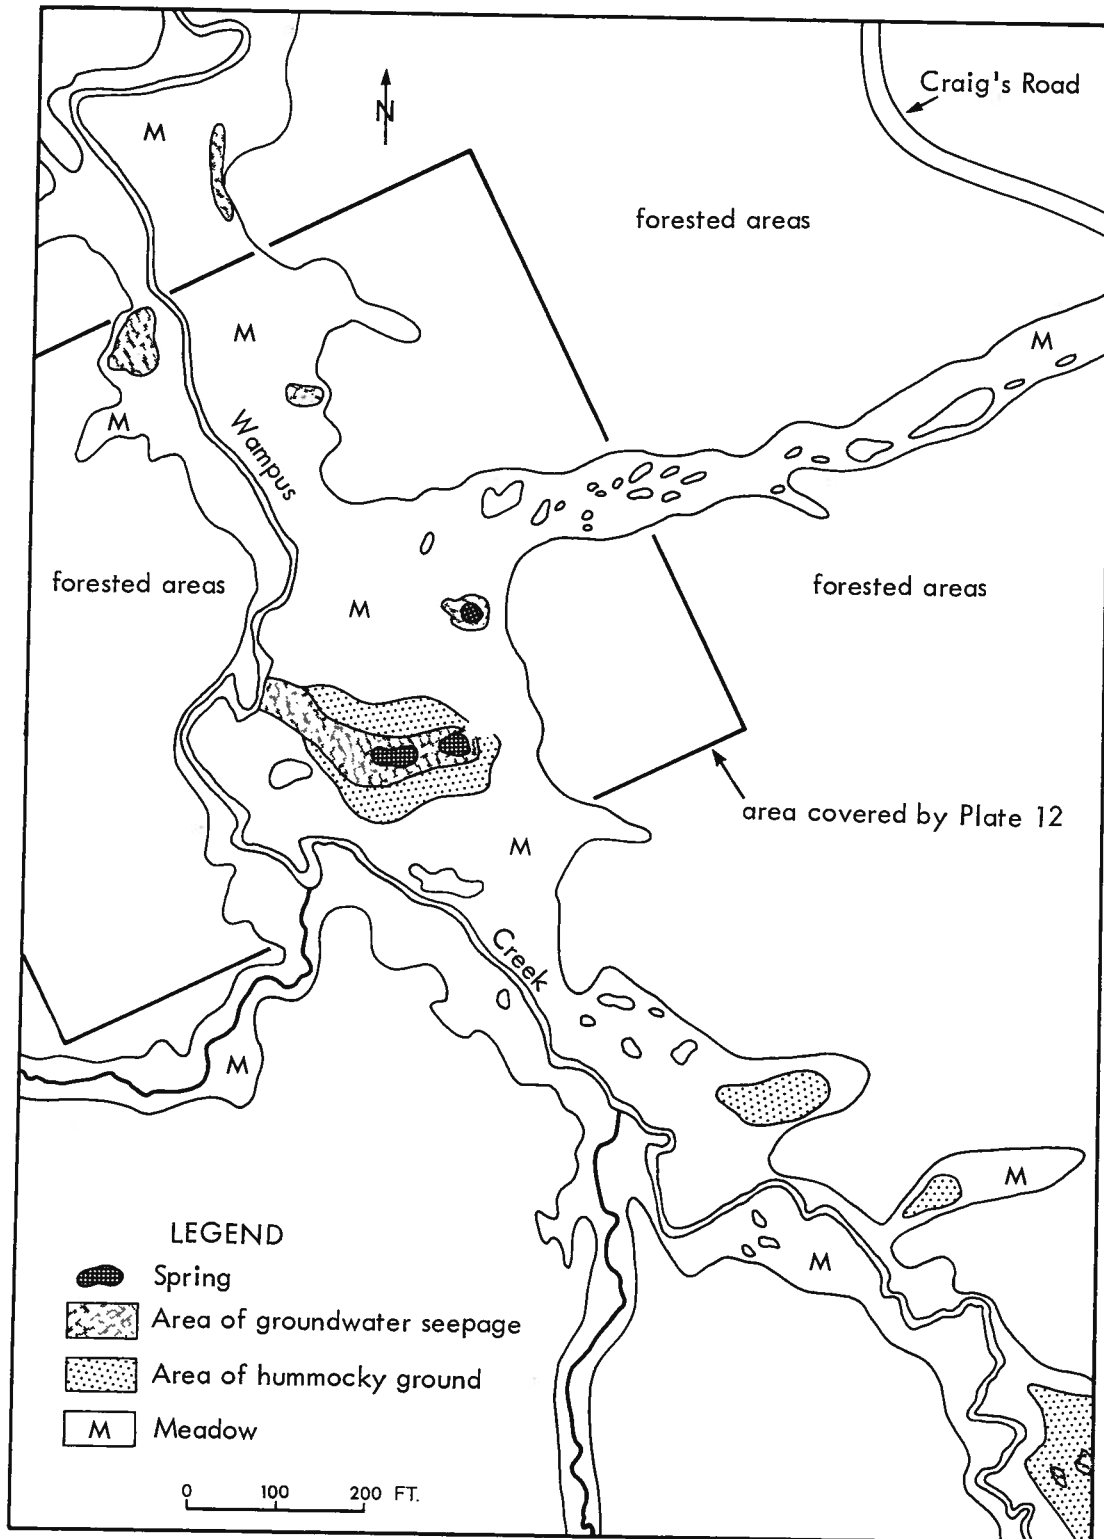 Craig's Road
M
N
forested areas
M
M
M
Wampus
forested areas
M
forested areas
area covered by Plate 12
M
Creek
M
M
M
LEGEND
Spring
Area of groundwater seepage
Area of hummocky ground
M Meadow
0 100 200 FT.